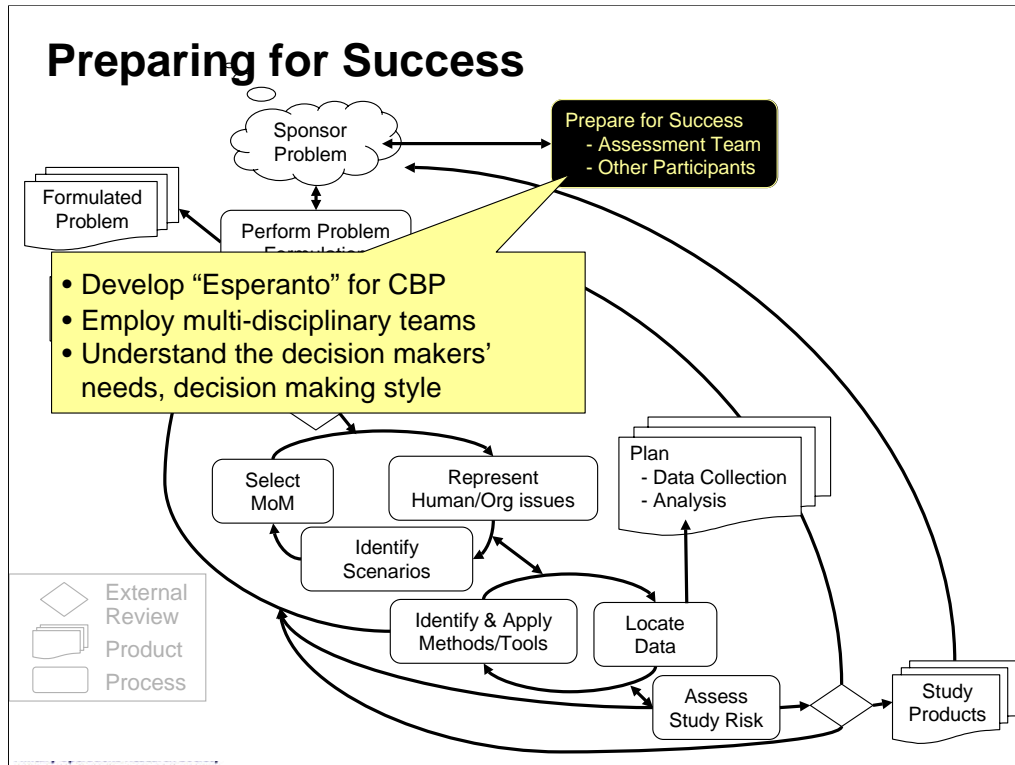 Preparing for Success
Sponsor
Problem
Prepare for Success
- Assessment Team
- Other Participants
Formulated
Problem
Perform Problem
Formulation
• Develop “Esperanto” for CBP
• Employ multi-disciplinary teams
• Understand the decision makers’
needs, decision making style
Select
MoM
Represent
Human/Org issues
Plan
- Data Collection
- Analysis
Identify
Scenarios
External
Review
Product
Process
Identify & Apply
Methods/Tools
Locate
Data
Assess
Study Risk
Study
Products